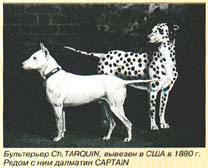 Бультерьер Ch.TARQUIN, вывезен в США в 1880 г.
Рядом с ним далматин CAPTAIN